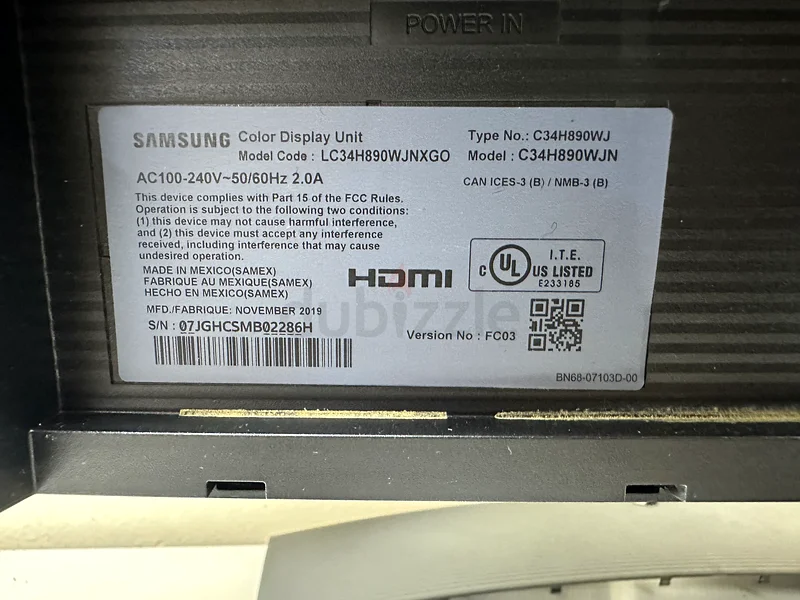 POWER IN
SAMSUNG Color Display Unit
Model Code : LC34H890WJNXGO
Type No.: C34H890WJ
Model : C34H890WJN
AC100-240V~50/60Hz 2.0A
CAN ICES-3 (B) / NMB-3 (B)
This device complies with Part 15 of the FCC Rules.
Operation is subject to the following two conditions:
(1) this device may not cause harmful interference,
and (2) this device must accept any interference
received, including interference that may cause
undesired operation.
MADE IN MEXICO(SAMEX)
FABRIQUE AU MEXIQUE(SAMEX)
HECHO EN MEXICO(SAMEX)
HDMI
C UL US LISTED
I.T.E.
E233185
MFD./FABRIQUE: NOVEMBER 2019
S/N : 07JGHCSMB02286H
Version No : FC03
BN68-07103D-00
dubizzle